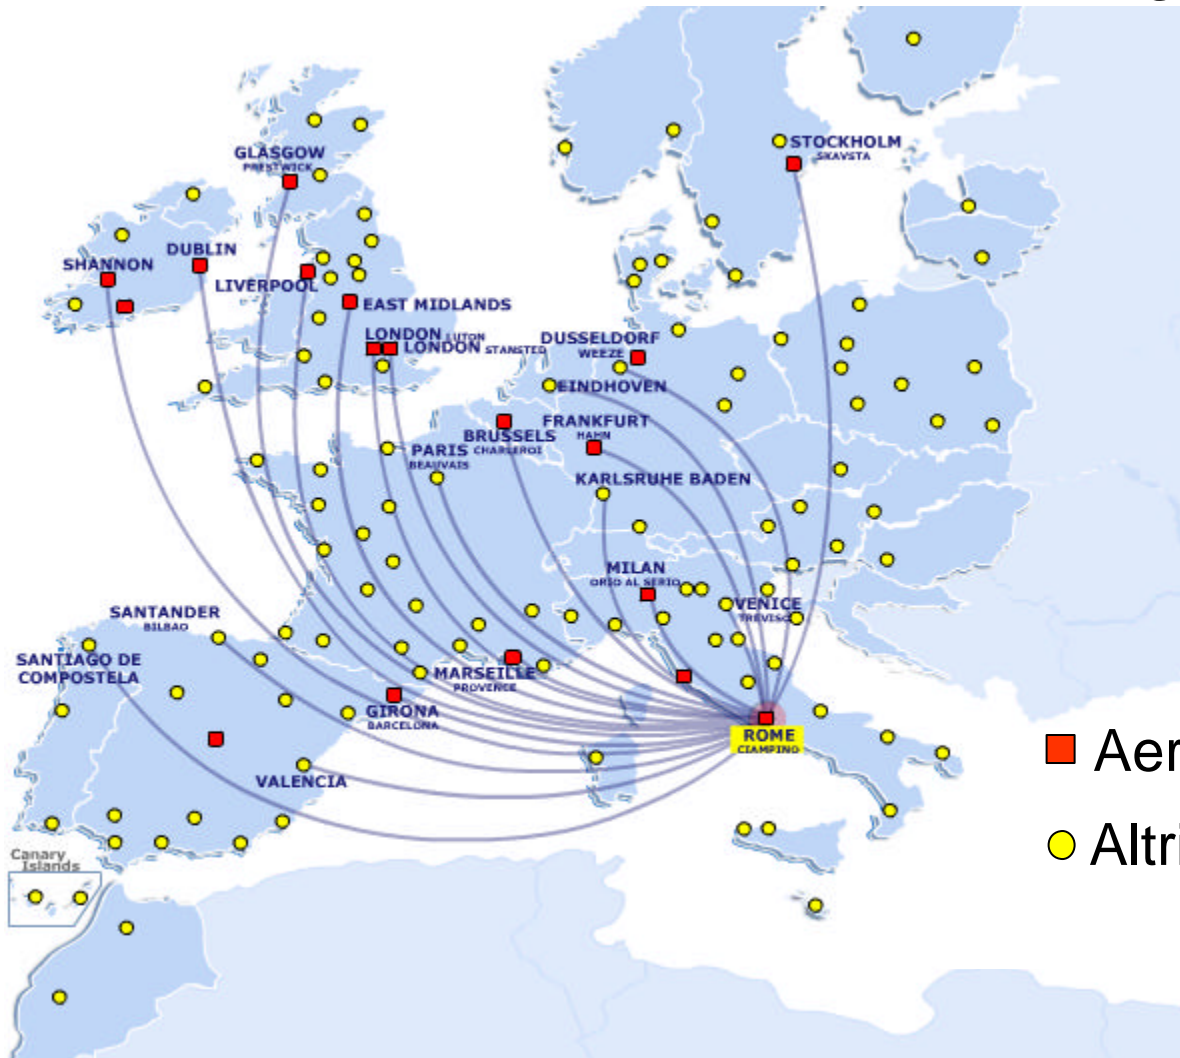 GLASGOW
PRESTWICK
STOCKHOLM
SKAVSTA
DUBLIN
SHANNON
LIVERPOOL
EAST MIDLANDS
LONDON LUTON
LONDON STANSTED
DUSSELDORF
WEEZE
EINDHOVEN
FRANKFURT
HAHN
BRUSSELS
CHARLEROI
PARIS
BEAUVAIS
KARLSRUHE BADEN
MILAN
ORIO AL SERIO
VENICE
TREVISO
SANTANDER
BILBAO
SANTIAGO DE
COMPOSTELA
MARSEILLE
PROVENCE
GIRONA
BARCELONA
ROME
CIAMPINO
VALENCIA
Aer
Altri
Canary
Islands